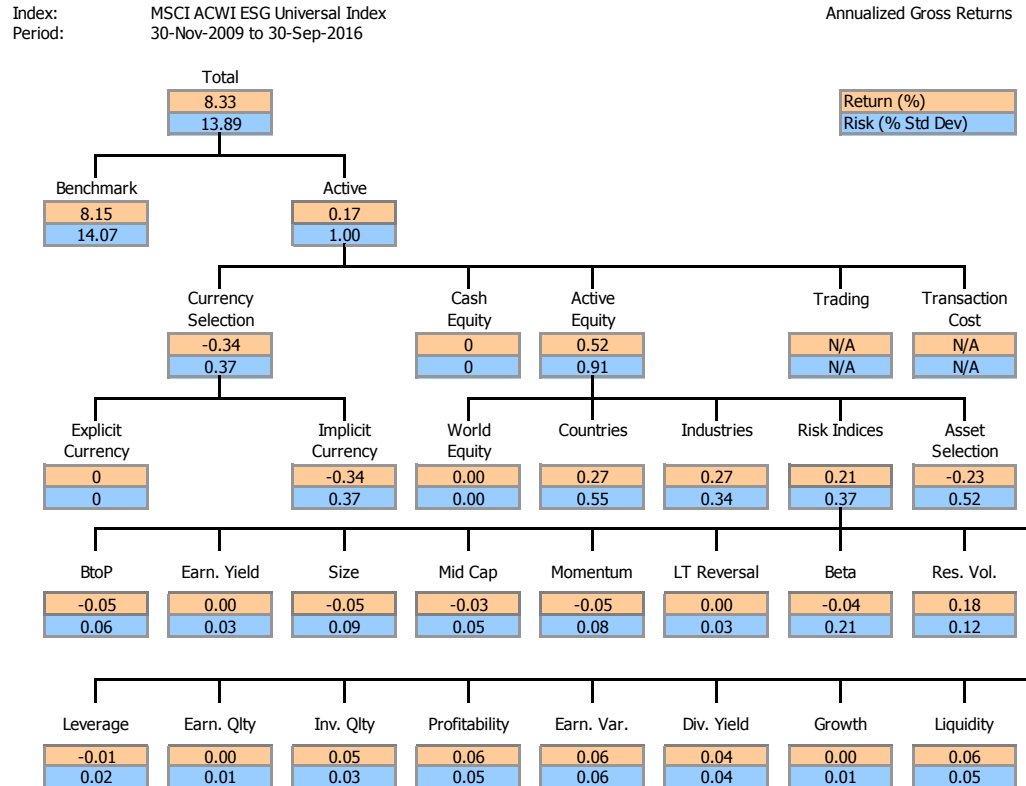 Index: MSCI ACWI ESG Universal Index Annualized Gross Returns
Period: 30-Nov-2009 to 30-Sep-2016
Total
8.33 Return (%)
13.89 Risk (% Std Dev)
Benchmark Active
8.15 0.17
14.07 1.00
Currency Cash Active Trading Transaction
Selection Equity Equity Cost
-0.34 0 0.52 N/A N/A
0.37 0 0.91 N/A N/A
Explicit Implicit World Countries Industries Risk Indices Asset
Currency Currency Equity Selection
0 -0.34 0.00 0.27 0.27 0.21 -0.23
0 0.37 0.00 0.55 0.34 0.37 0.52
BtoP Earn. Yield Size Mid Cap Momentum LT Reversal Beta Res. Vol.
-0.05 0.00 -0.05 -0.03 -0.05 0.00 -0.04 0.18
0.06 0.03 0.09 0.05 0.08 0.03 0.21 0.12
Leverage Earn. Qlty Inv. Qlty Profitability Earn. Var. Div. Yield Growth Liquidity
-0.01 0.00 0.05 0.06 0.06 0.04 0.00 0.06
0.02 0.01 0.03 0.05 0.06 0.04 0.01 0.05